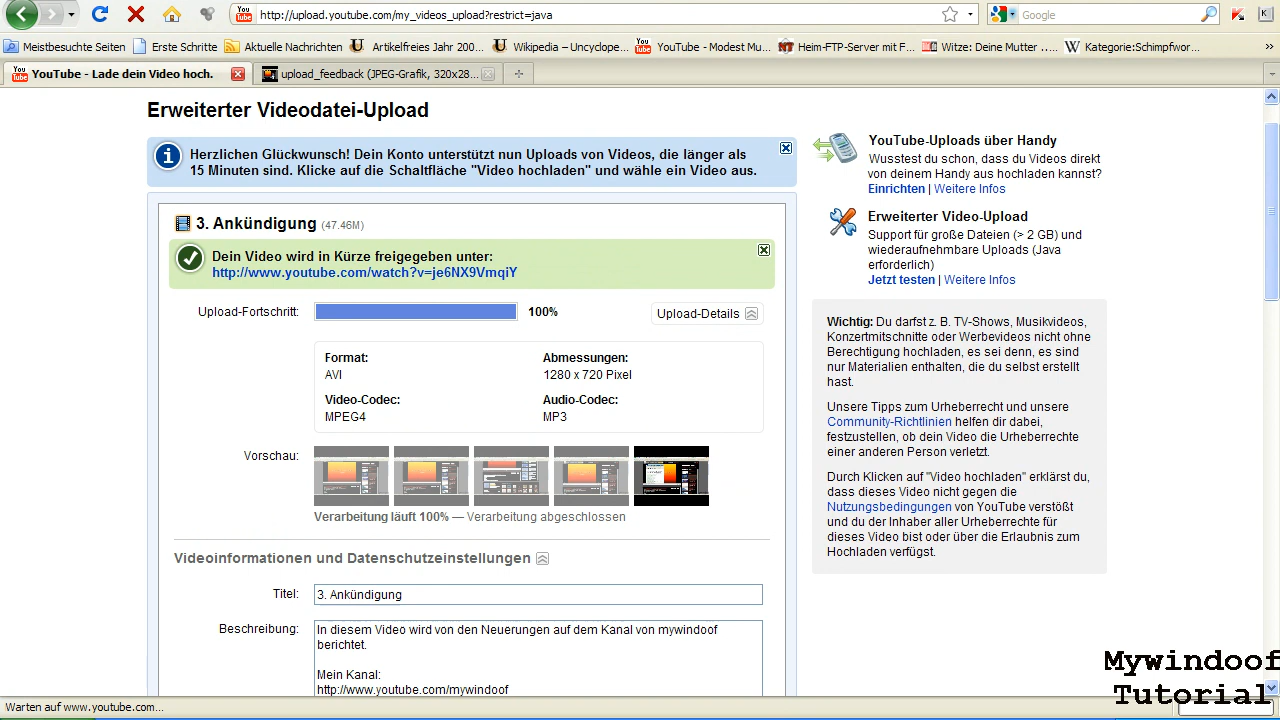 http://upload.youtube.com/my_videos_upload?restrict=java
Google
Meistbesuchte Seiten
Erste Schritte
Aktuelle Nachrichten
Artikelfreies Jahr 200...
Wikipedia – Uncyclope...
YouTube - Modest Mu...
Heim-FTP-Server mit F...
Witze: Deine Mutter ...
Kategorie:Schimpfwor...
YouTube - Lade dein Video hoch.
upload_feedback (JPEG-Grafik, 320x28...
Erweiterter Videodatei-Upload
Herzlichen Glückwunsch! Dein Konto unterstützt nun Uploads von Videos, die länger als
15 Minuten sind. Klicke auf die Schaltfläche "Video hochladen" und wähle ein Video aus.
3. Ankündigung (47.46M)
Dein Video wird in Kürze freigegeben unter:
http://www.youtube.com/watch?v=je6NX9VmqiY
Upload-Fortschritt:
100%
Upload-Details
Format:
AVI
Abmessungen:
1280 x 720 Pixel
Video-Codec:
MPEG4
Audio-Codec:
MP3
Vorschau:
Verarbeitung läuft 100% — Verarbeitung abgeschlossen
Videoinformationen und Datenschutzeinstellungen
Titel:
3. Ankündigung
Beschreibung:
In diesem Video wird von den Neuerungen auf dem Kanal von mywindoof
berichtet.
Mein Kanal:
http://www.youtube.com/mywindoof
YouTube-Uploads über Handy
Wusstest du schon, dass du Videos direkt
von deinem Handy aus hochladen kannst?
Einrichten | Weitere Infos
Erweiterter Video-Upload
Support für große Dateien (> 2 GB) und
wiederaufnehmbare Uploads (Java
erforderlich)
Jetzt testen | Weitere Infos
Wichtig: Du darfst z. B. TV-Shows, Musikvideos,
Konzertmitschnitte oder Werbevideos nicht ohne
Berechtigung hochladen, es sei denn, es sind
nur Materialien enthalten, die du selbst erstellt
hast.
Unsere Tipps zum Urheberrecht und unsere
Community-Richtlinien helfen dir dabei,
festzustellen, ob dein Video die Urheberrechte
einer anderen Person verletzt.
Durch Klicken auf "Video hochladen" erklärst du,
dass dieses Video nicht gegen die
Nutzungsbedingungen von YouTube verstößt
und du der Inhaber aller Urheberrechte für
dieses Video bist oder über die Erlaubnis zum
Hochladen verfügst.
Mywindoof
Tutorial
Warten auf www.youtube.com...